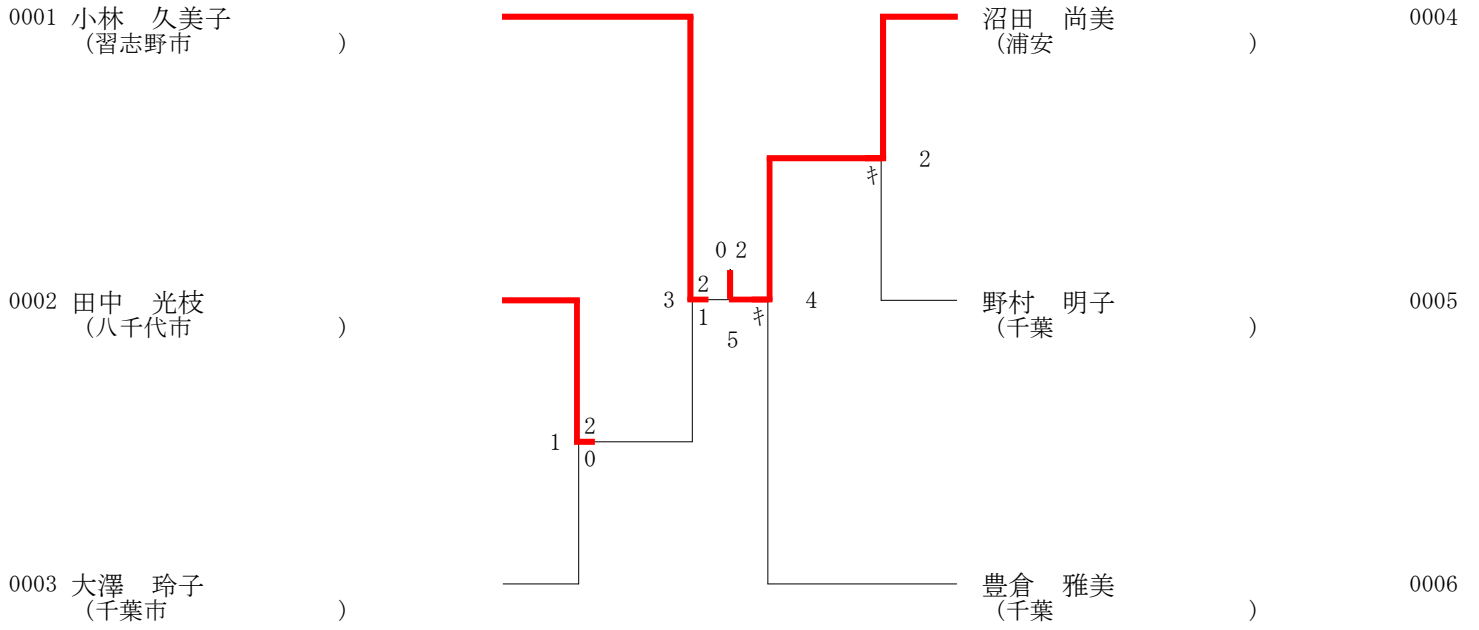 0001 小林　久美子
(習志野市　　　　　　)
0002 田中　光枝
(八千代市　　　　　　)
0003 大澤　玲子
(千葉市　　　　　　　)
1
2
0
3
2
1
0 2
5
ｷ
4
ｷ
2
沼田　尚美 0004
(浦安　　　　　　　　)
野村　明子 0005
(千葉　　　　　　　　)
豊倉　雅美 0006
(千葉　　　　　　　　)